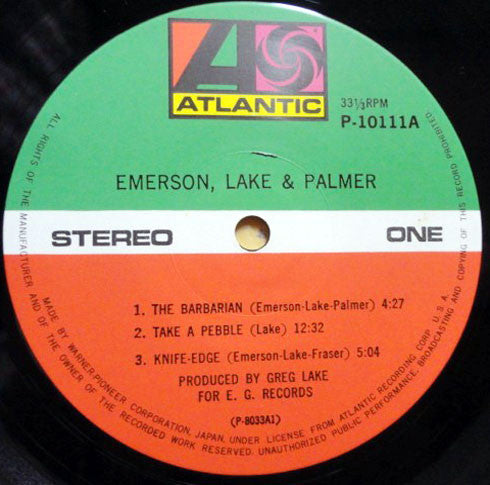 ATLANTIC
33⅓RPM
P-10111A
EMERSON, LAKE & PALMER
STEREO
ONE
1. THE BARBARIAN (Emerson-Lake-Palmer) 4:27
2. TAKE A PEBBLE (Lake) 12:32
3. KNIFE-EDGE (Emerson-Lake-Fraser) 5:04
PRODUCED BY GREG LAKE
FOR E. G. RECORDS
(P-8033A1)
ALL RIGHTS OF THE MANUFACTURER AND OF THE OWNER OF THE RECORDED WORK RESERVED. UNAUTHORIZED PUBLIC PERFORMANCE, BROADCASTING AND COPYING OF THIS RECORD PROHIBITED.
MADE BY WARNER-PIONEER CORPORATION, JAPAN, UNDER LICENSE FROM ATLANTIC RECORDING CORP. U. S. A.